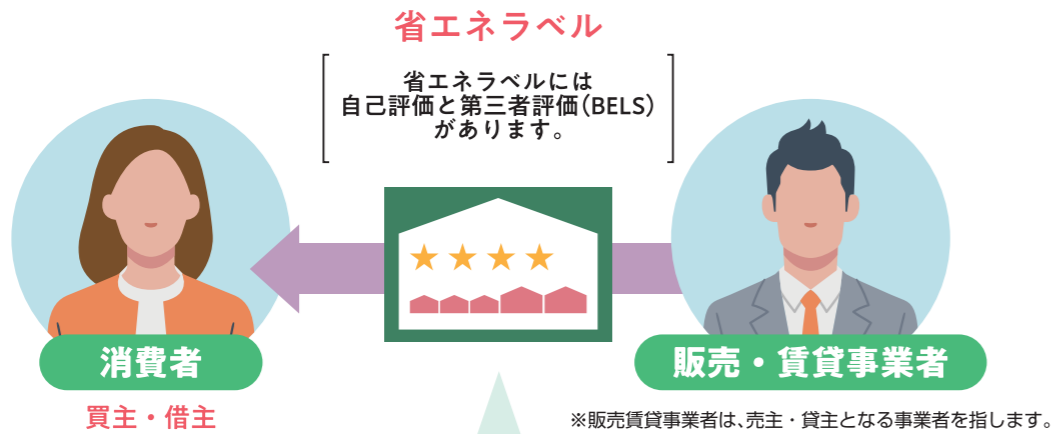 省エネラベル
省エネラベルには
自己評価と第三者評価(BELS)
があります。
消費者
販売・賃貸事業者
買主・借主
※販売賃貸事業者は、売主・貸主となる事業者を指します。